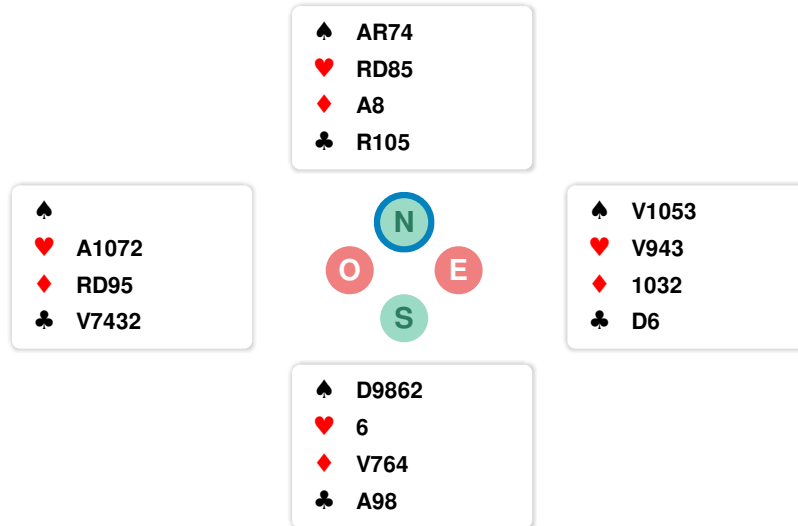 ♠ AR74
♥ RD85
♦ A8
♣ R105
♠
♥ A1072
♦ RD95
♣ V7432
N
O E
S
♠ V1053
♥ V943
♦ 1032
♣ D6
♠ D9862
♥ 6
♦ V764
♣ A98